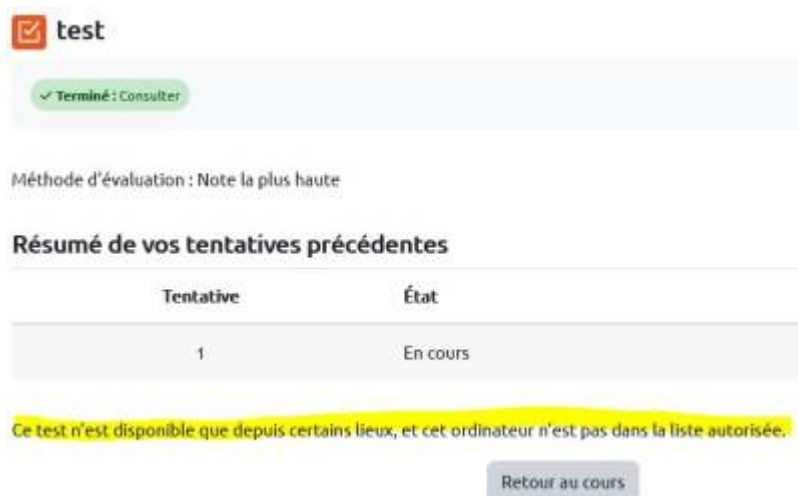 test
Terminé : Consulter
Méthode d'évaluation : Note la plus haute
Résumé de vos tentatives précédentes
Tentative État
1 En cours
Ce test n'est disponible que depuis certains lieux, et cet ordinateur n'est pas dans la liste autorisée.
Retour au cours